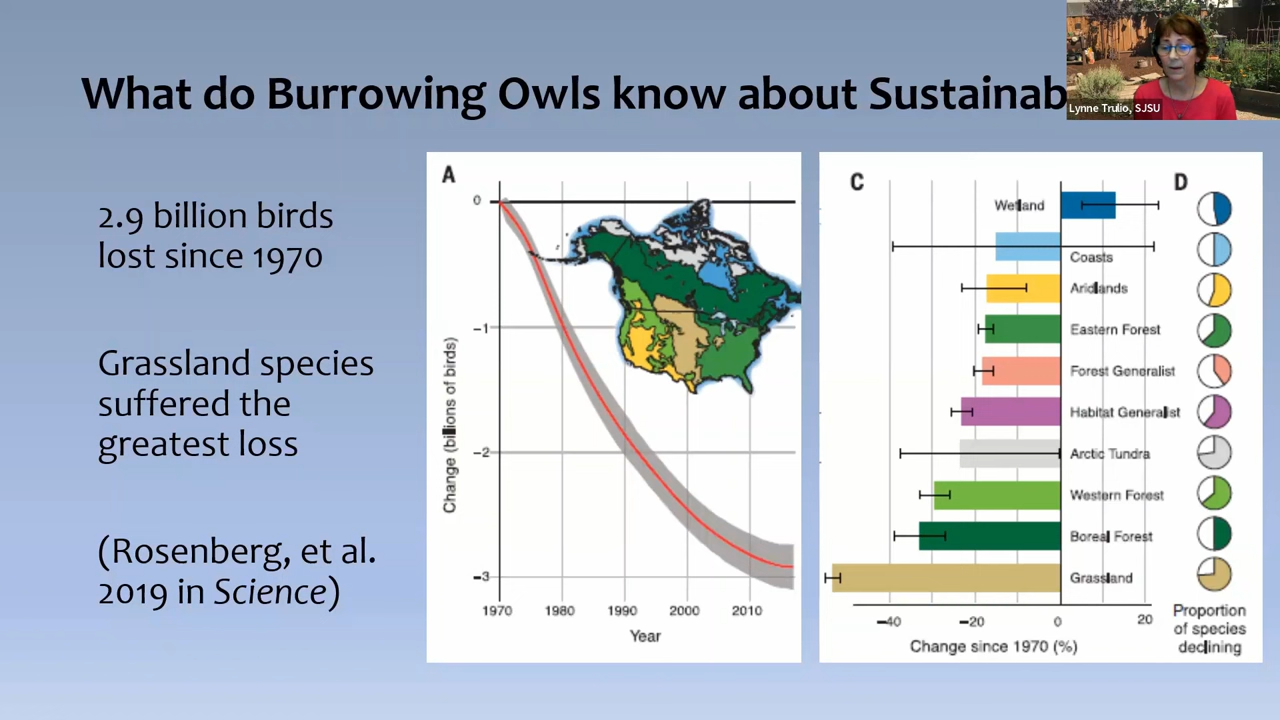 What do Burrowing Owls know about Sustainab
Lynne Trulio, SJSU
2.9 billion birds
lost since 1970
Grassland species
suffered the
greatest loss
(Rosenberg, et al.
2019 in Science)
A
0
−1
−2
−3
Change (billions of birds)
1970 1980 1990 2000 2010
Year
C
D
Wetland
Coasts
Aridlands
Eastern Forest
Forest Generalist
Habitat Generalist
Arctic Tundra
Western Forest
Boreal Forest
Grassland
−40 −20 0 20
Change since 1970 (%)
Proportion
of species
declining